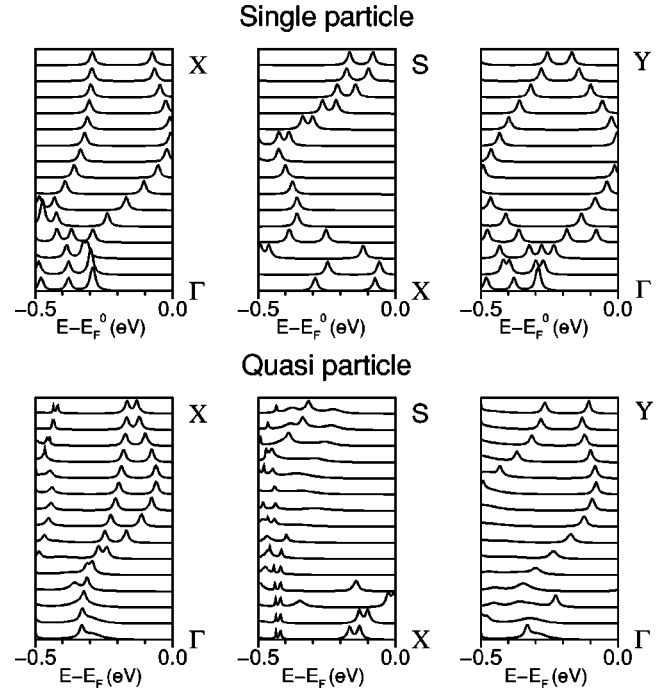 Single particle
X S Y
Γ X Γ
−0.5 0.0 −0.5 0.0 −0.5 0.0
E−E_F^0 (eV) E−E_F^0 (eV) E−E_F^0 (eV)
Quasi particle
X S Y
Γ X Γ
−0.5 0.0 −0.5 0.0 −0.5 0.0
E−E_F (eV) E−E_F (eV) E−E_F (eV)